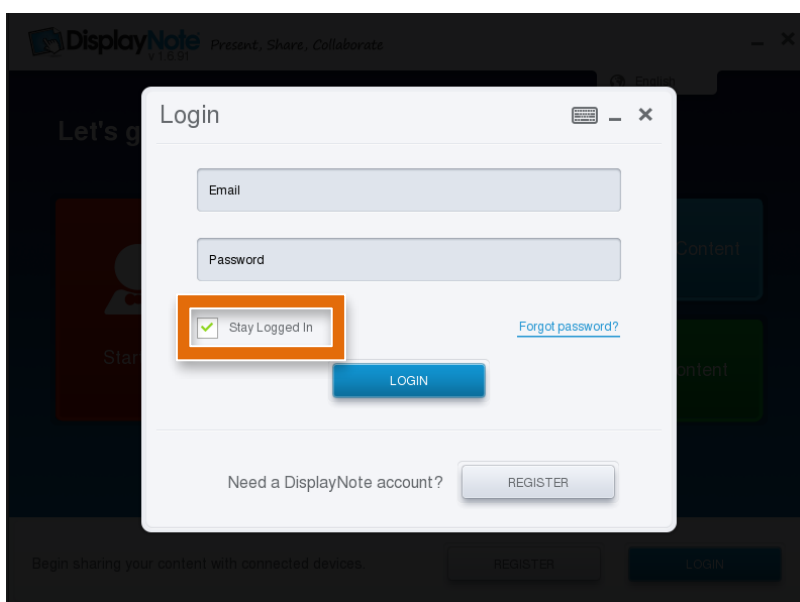 DisplayNote Present, Share, Collaborate
v 1.6.91
English
Let's g
Login
Email
Password
Content
Stay Logged In
Forgot password?
Star
ontent
LOGIN
Need a DisplayNote account?
REGISTER
Begin sharing your content with connected devices
REGISTER
LOGIN